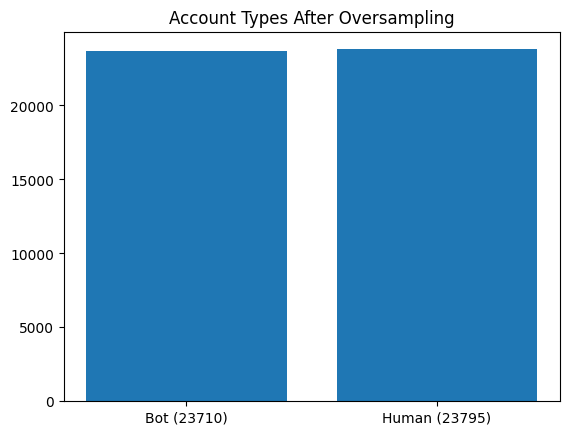 Account Types After Oversampling
20000
15000
10000
5000
0
Bot (23710)
Human (23795)